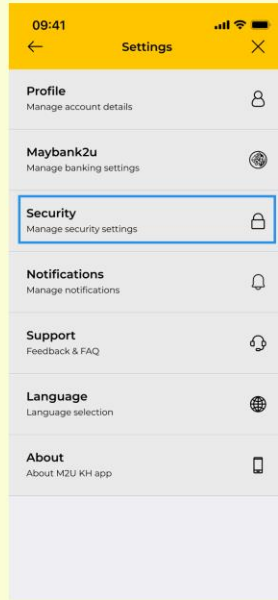 09:41
Settings
Profile
Manage account details
Maybank2u
Manage banking settings
Security
Manage security settings
Notifications
Manage notifications
Support
Feedback & FAQ
Language
Language selection
About
About M2U KH app